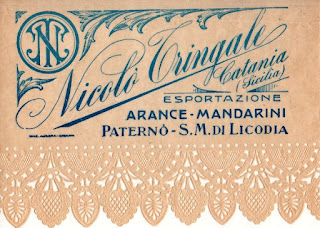 NT
Nicolò Tringale
Catania
(Sicilia)
ESPORTAZIONE
ARANCE - MANDARINI
PATERNÒ - S. M. DI LICODIA